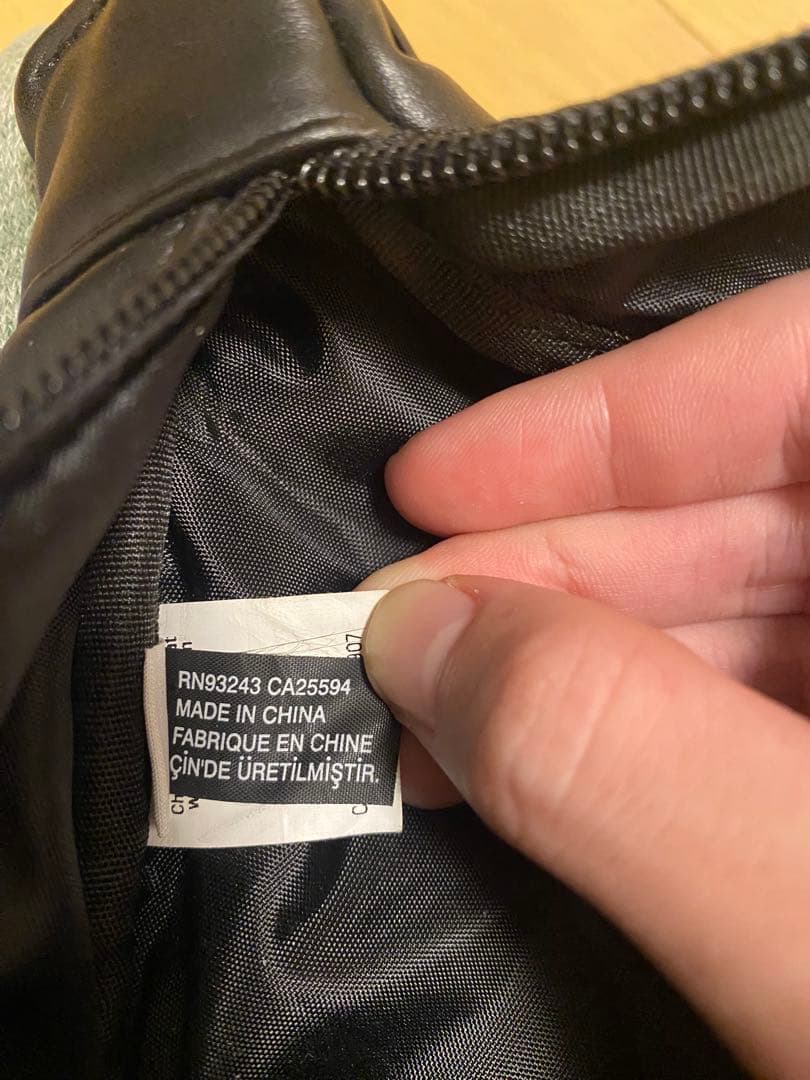 RN93243 CA25594
MADE IN CHINA
FABRIQUE EN CHINE
ÇİN'DE ÜRETİLMİŞTİR.